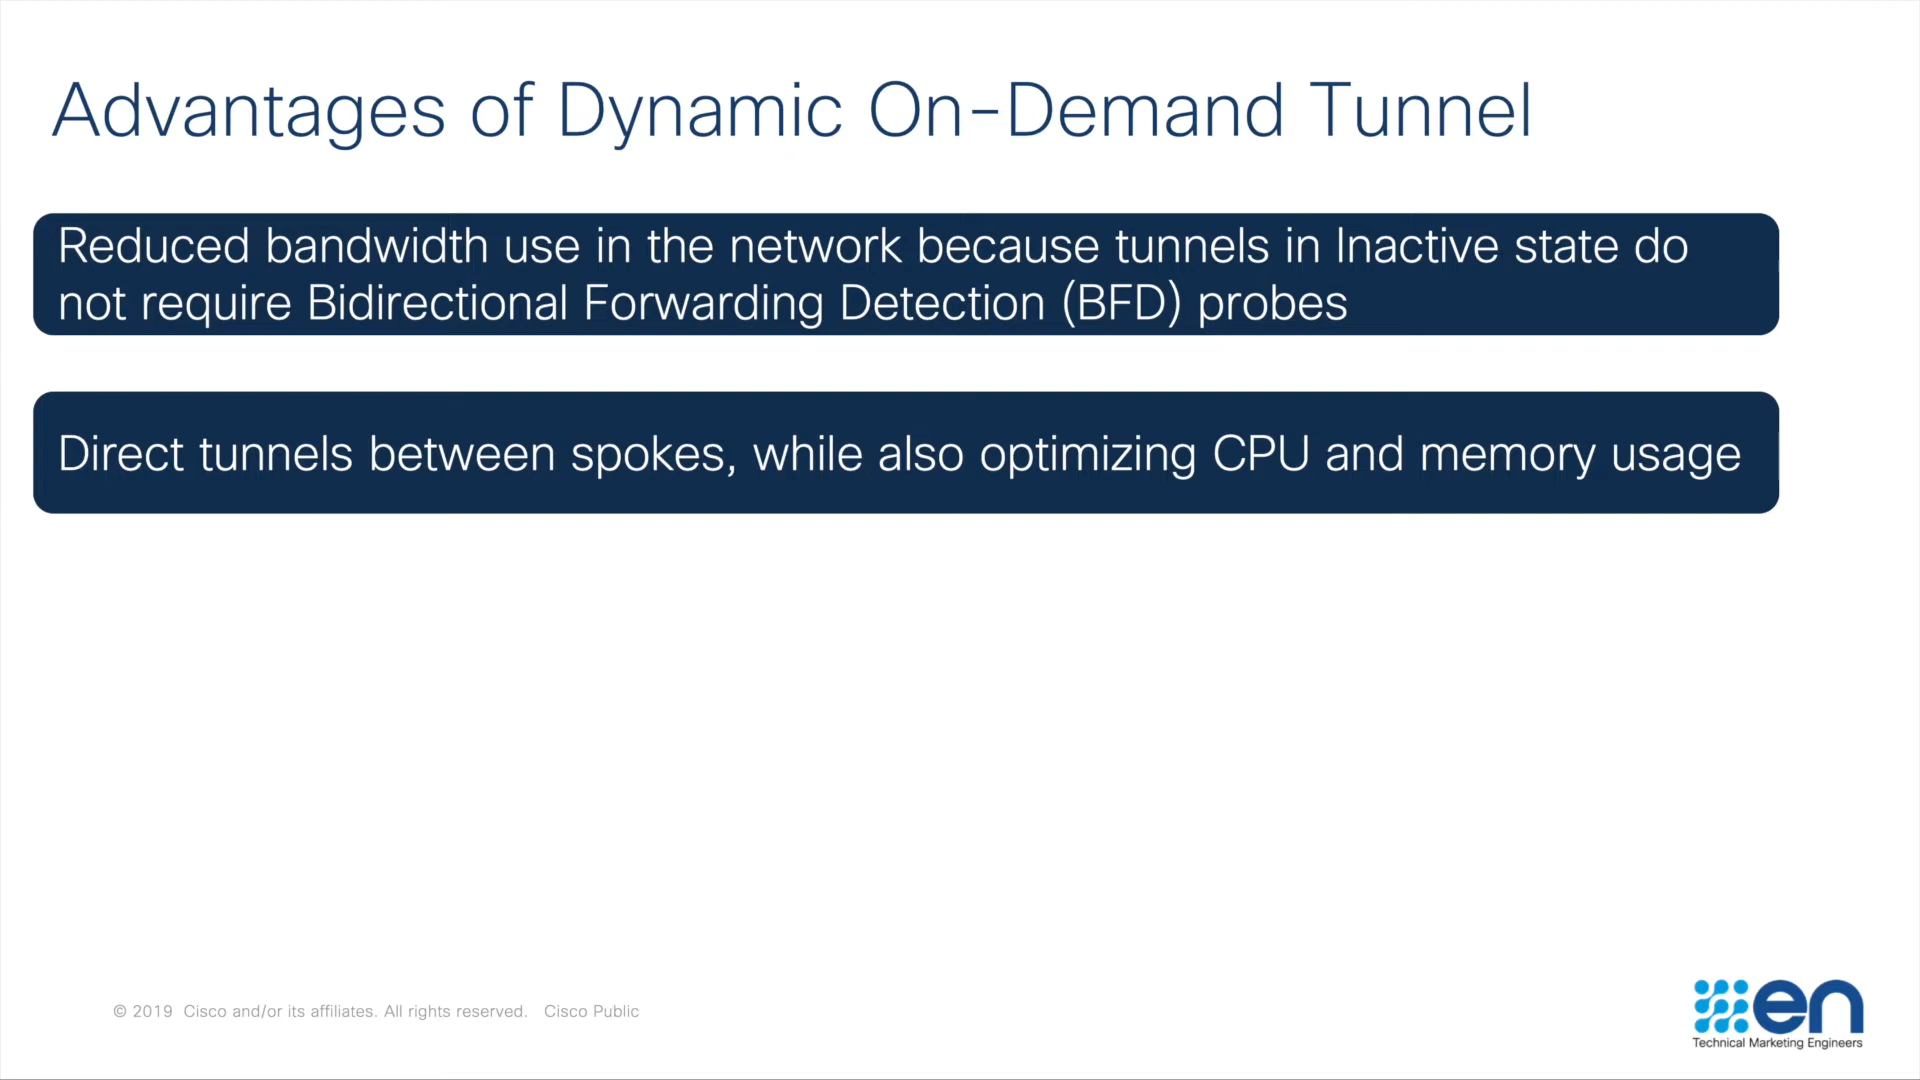 Advantages of Dynamic On-Demand Tunnel
Reduced bandwidth use in the network because tunnels in Inactive state do
not require Bidirectional Forwarding Detection (BFD) probes
Direct tunnels between spokes, while also optimizing CPU and memory usage
© 2019 Cisco and/or its affiliates. All rights reserved. Cisco Public
en
Technical Marketing Engineers